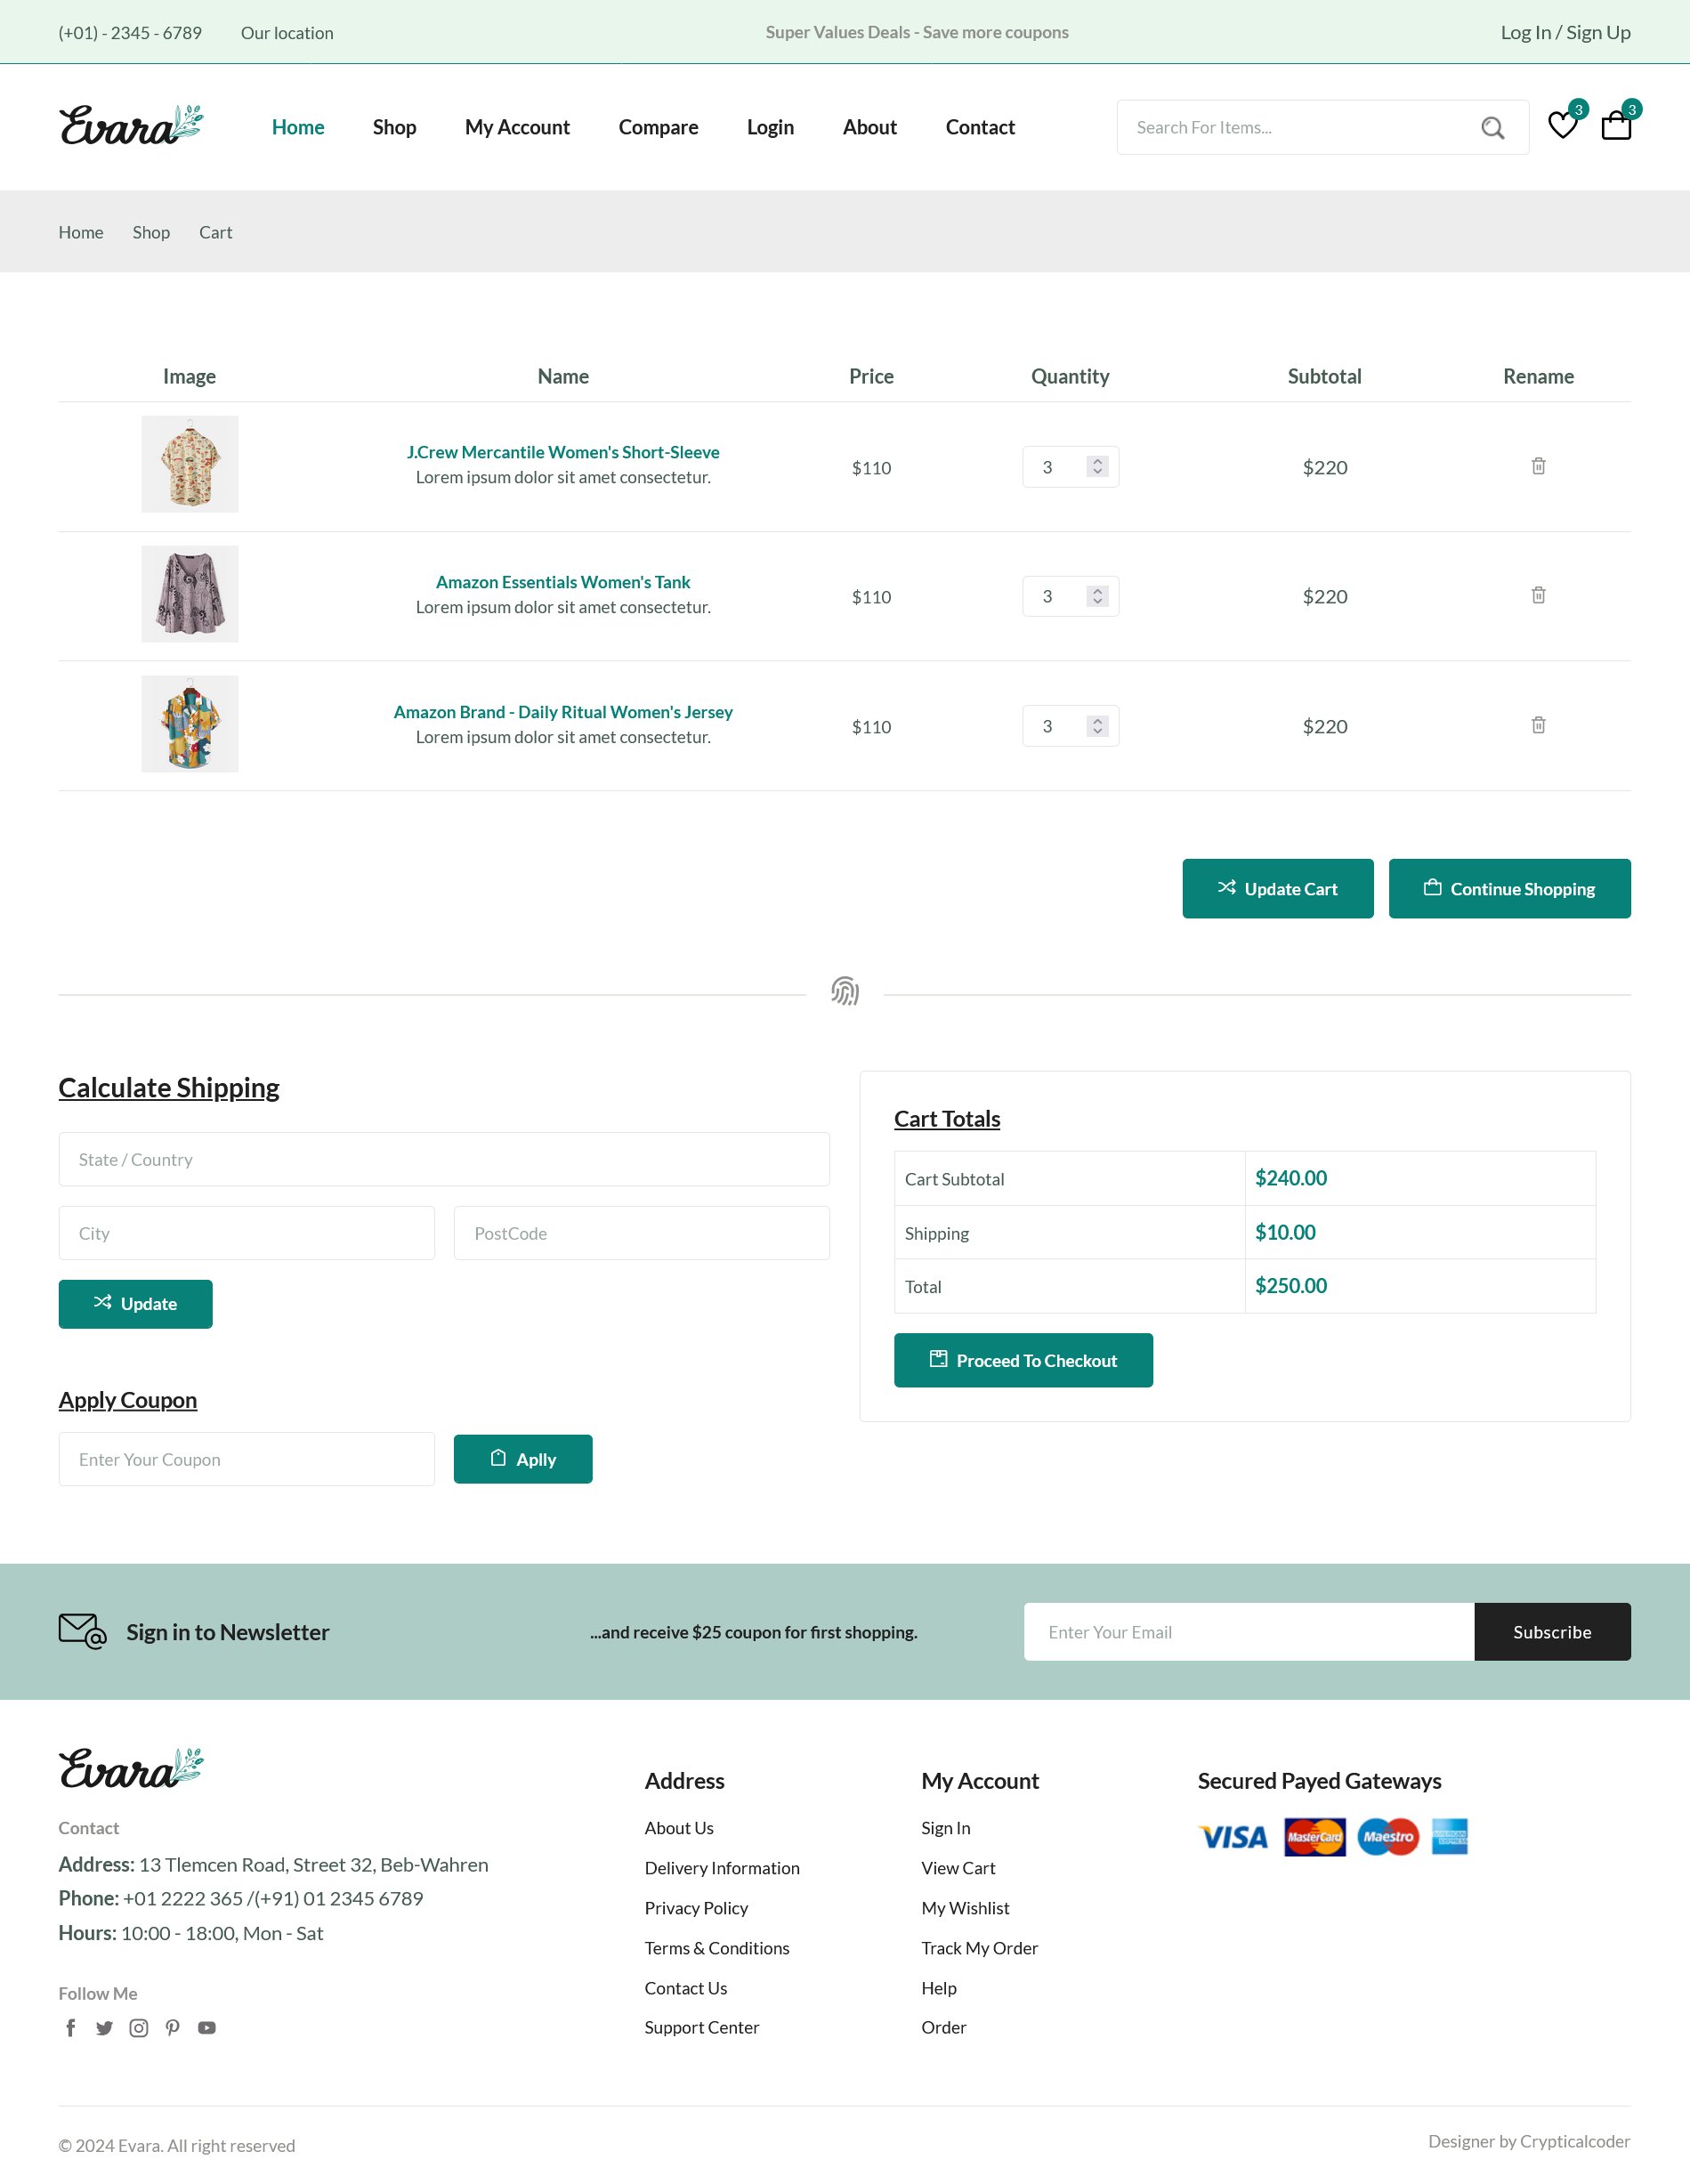 (+01) - 2345 - 6789 Our location Super Values Deals - Save more coupons Log In / Sign Up
Evara Home Shop My Account Compare Login About Contact Search For Items... 3 3
Home Shop Cart
Image Name Price Quantity Subtotal Rename
J.Crew Mercantile Women's Short-Sleeve
Lorem ipsum dolor sit amet consectetur.
$110 3 $220
Amazon Essentials Women's Tank
Lorem ipsum dolor sit amet consectetur.
$110 3 $220
Amazon Brand - Daily Ritual Women's Jersey
Lorem ipsum dolor sit amet consectetur.
$110 3 $220
Update Cart Continue Shopping
Calculate Shipping
State / Country
City PostCode
Update
Apply Coupon
Enter Your Coupon Aplly
Cart Totals
Cart Subtotal $240.00
Shipping $10.00
Total $250.00
Proceed To Checkout
Sign in to Newsletter ...and receive $25 coupon for first shopping. Enter Your Email Subscribe
Evara
Contact
Address: 13 Tlemcen Road, Street 32, Beb-Wahren
Phone: +01 2222 365 /(+91) 01 2345 6789
Hours: 10:00 - 18:00, Mon - Sat
Follow Me
Address
About Us
Delivery Information
Privacy Policy
Terms & Conditions
Contact Us
Support Center
My Account
Sign In
View Cart
My Wishlist
Track My Order
Help
Order
Secured Payed Gateways
VISA MasterCard Maestro AMERICAN EXPRESS
© 2024 Evara. All right reserved Designer by Crypticalcoder